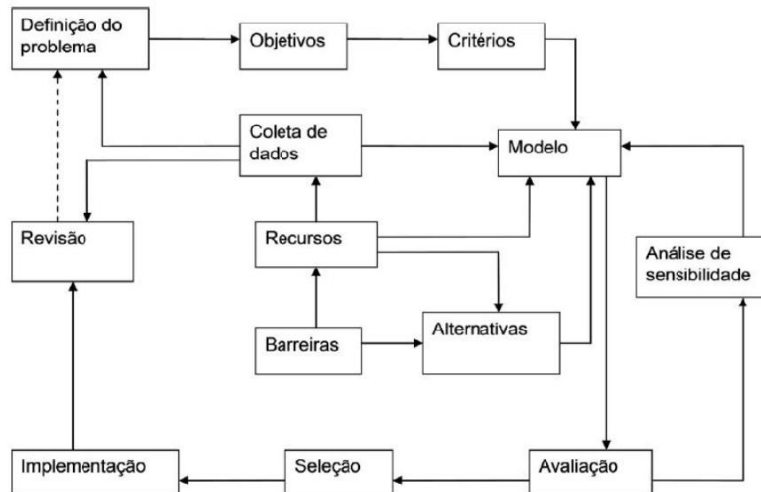 Definição do
problema
Objetivos
Critérios
Coleta de
dados
Modelo
Revisão
Recursos
Análise de
sensibilidade
Barreiras
Alternativas
Implementação
Seleção
Avaliação